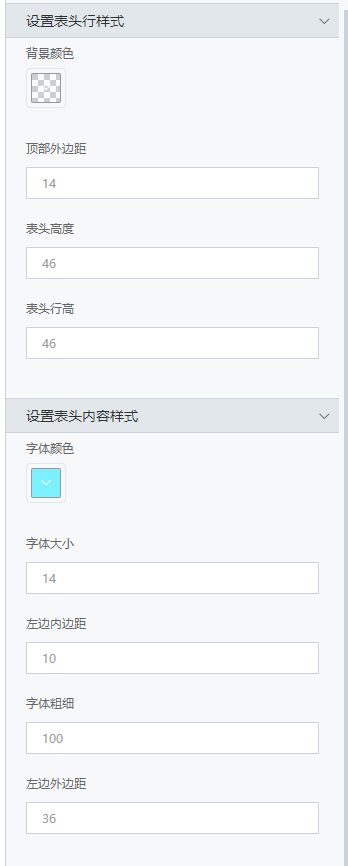 设置表头行样式
背景颜色
顶部外边距
14
表头高度
46
表头行高
46
设置表头内容样式
字体颜色
字体大小
14
左边内边距
10
字体粗细
100
左边外边距
36